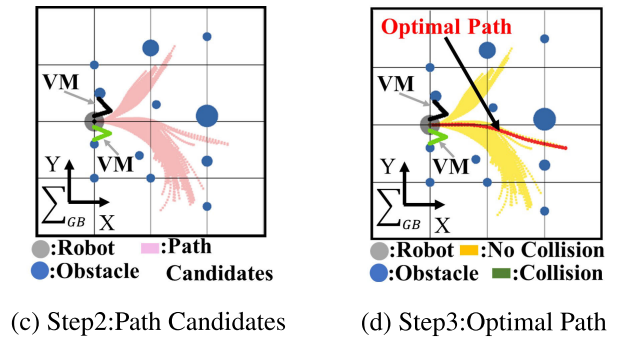 VM
VM
Y
∑GB
X
:Robot :Path
:Obstacle Candidates
(c) Step2:Path Candidates
Optimal Path
VM
VM
Y
∑GB
X
:Robot :No Collision
:Obstacle :Collision
(d) Step3:Optimal Path